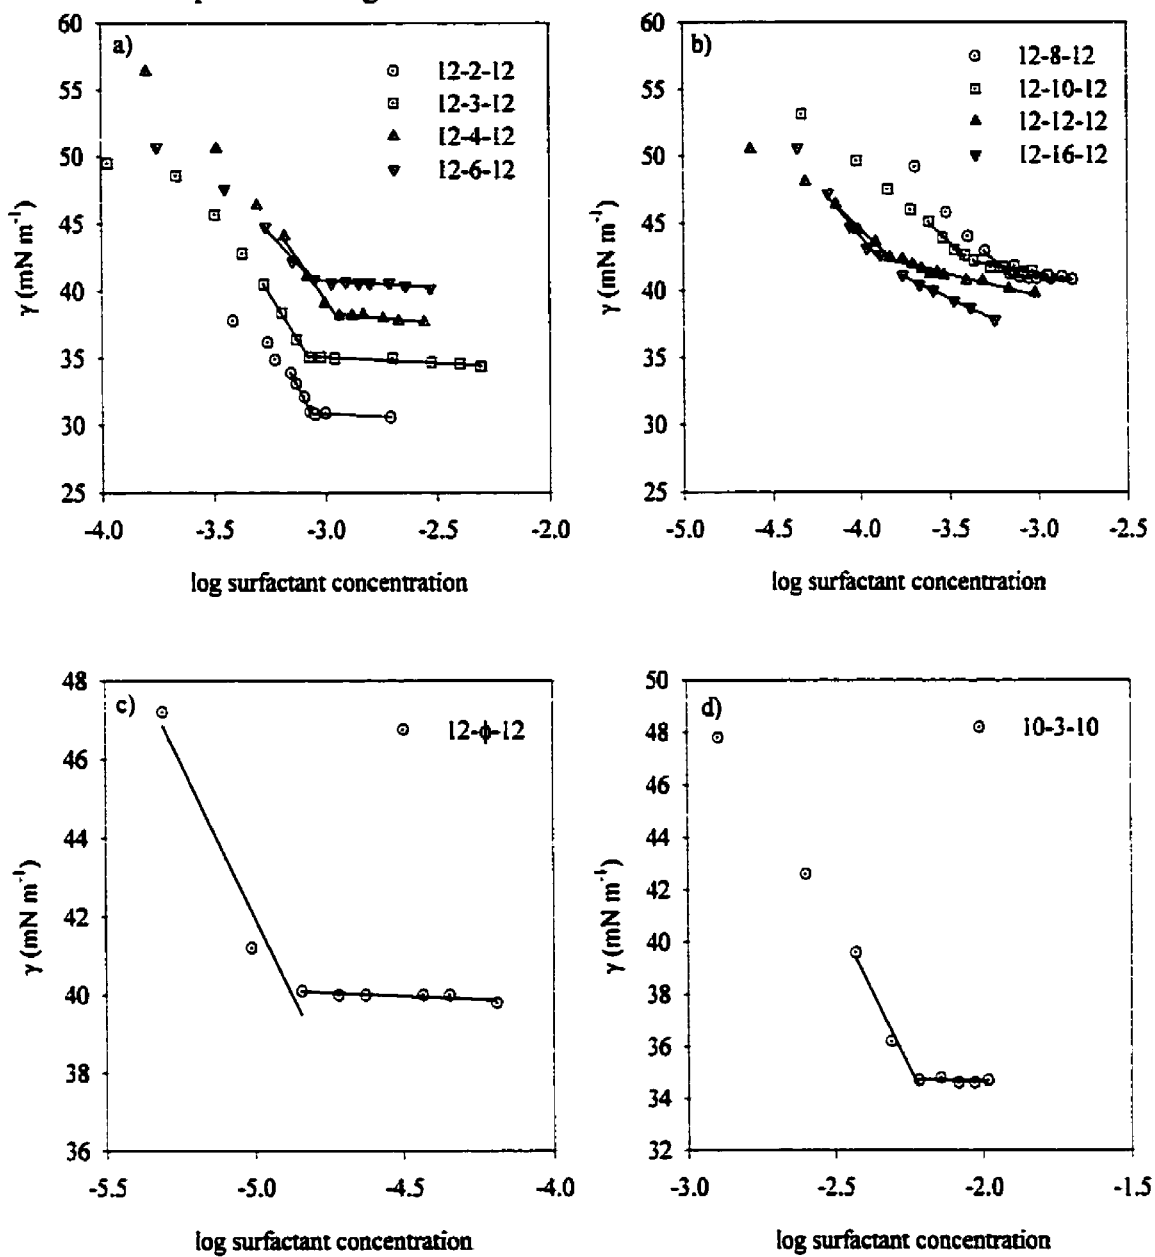 a)
12-2-12
12-3-12
12-4-12
12-6-12
60
55
50
45
40
35
30
25
γ (mN m⁻¹)
-4.0 -3.5 -3.0 -2.5 -2.0
log surfactant concentration
b)
12-8-12
12-10-12
12-12-12
12-16-12
60
55
50
45
40
35
30
25
γ (mN m⁻¹)
-5.0 -4.5 -4.0 -3.5 -3.0 -2.5
log surfactant concentration
c)
12-ϕ-12
48
46
44
42
40
38
36
γ (mN m⁻¹)
-5.5 -5.0 -4.5 -4.0
log surfactant concentration
d)
10-3-10
50
48
46
44
42
40
38
36
34
32
γ (mN m⁻¹)
-3.0 -2.5 -2.0 -1.5
log surfactant concentration